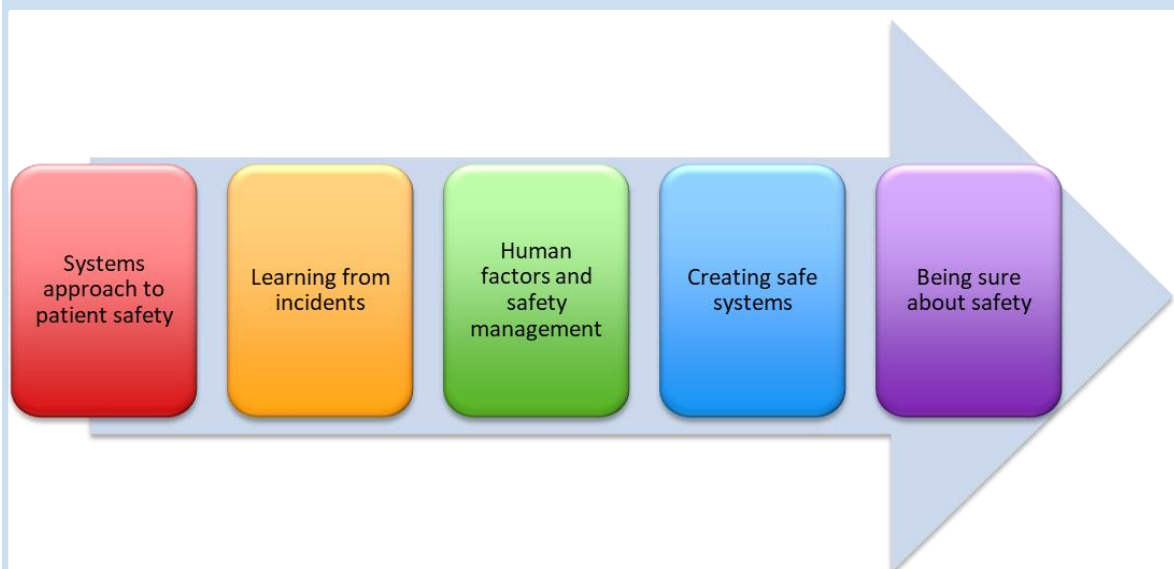 Systems
approach to
patient safety
Learning from
incidents
Human
factors and
safety
management
Creating safe
systems
Being sure
about safety